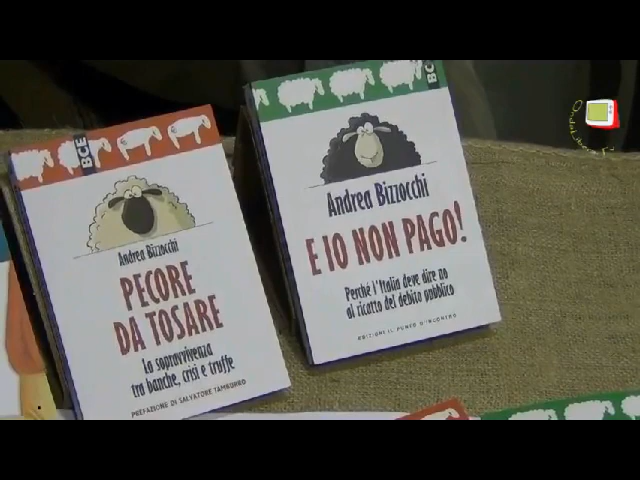 BCE
Andrea Bizzocchi
PECORE
DA TOSARE
La sopravvivenza
tra banche, crisi e truffe
PREFAZIONE DI SALVATORE TAMBURRO
BCE
Andrea Bizzocchi
E IO NON PAGO!
Perché l'Italia deve dire no
al ricatto del debito pubblico
EDIZIONI IL PUNTO D'INCONTRO